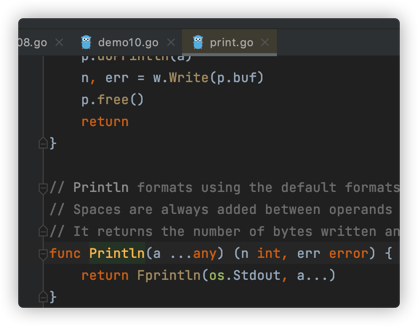 08.go × demo10.go × print.go ×
p.doPrintln(a)
n, err = w.Write(p.buf)
p.free()
return
}
// Println formats using the default formats
// Spaces are always added between operands
// It returns the number of bytes written an
func Println(a ...any) (n int, err error) {
return Fprintln(os.Stdout, a...)
}